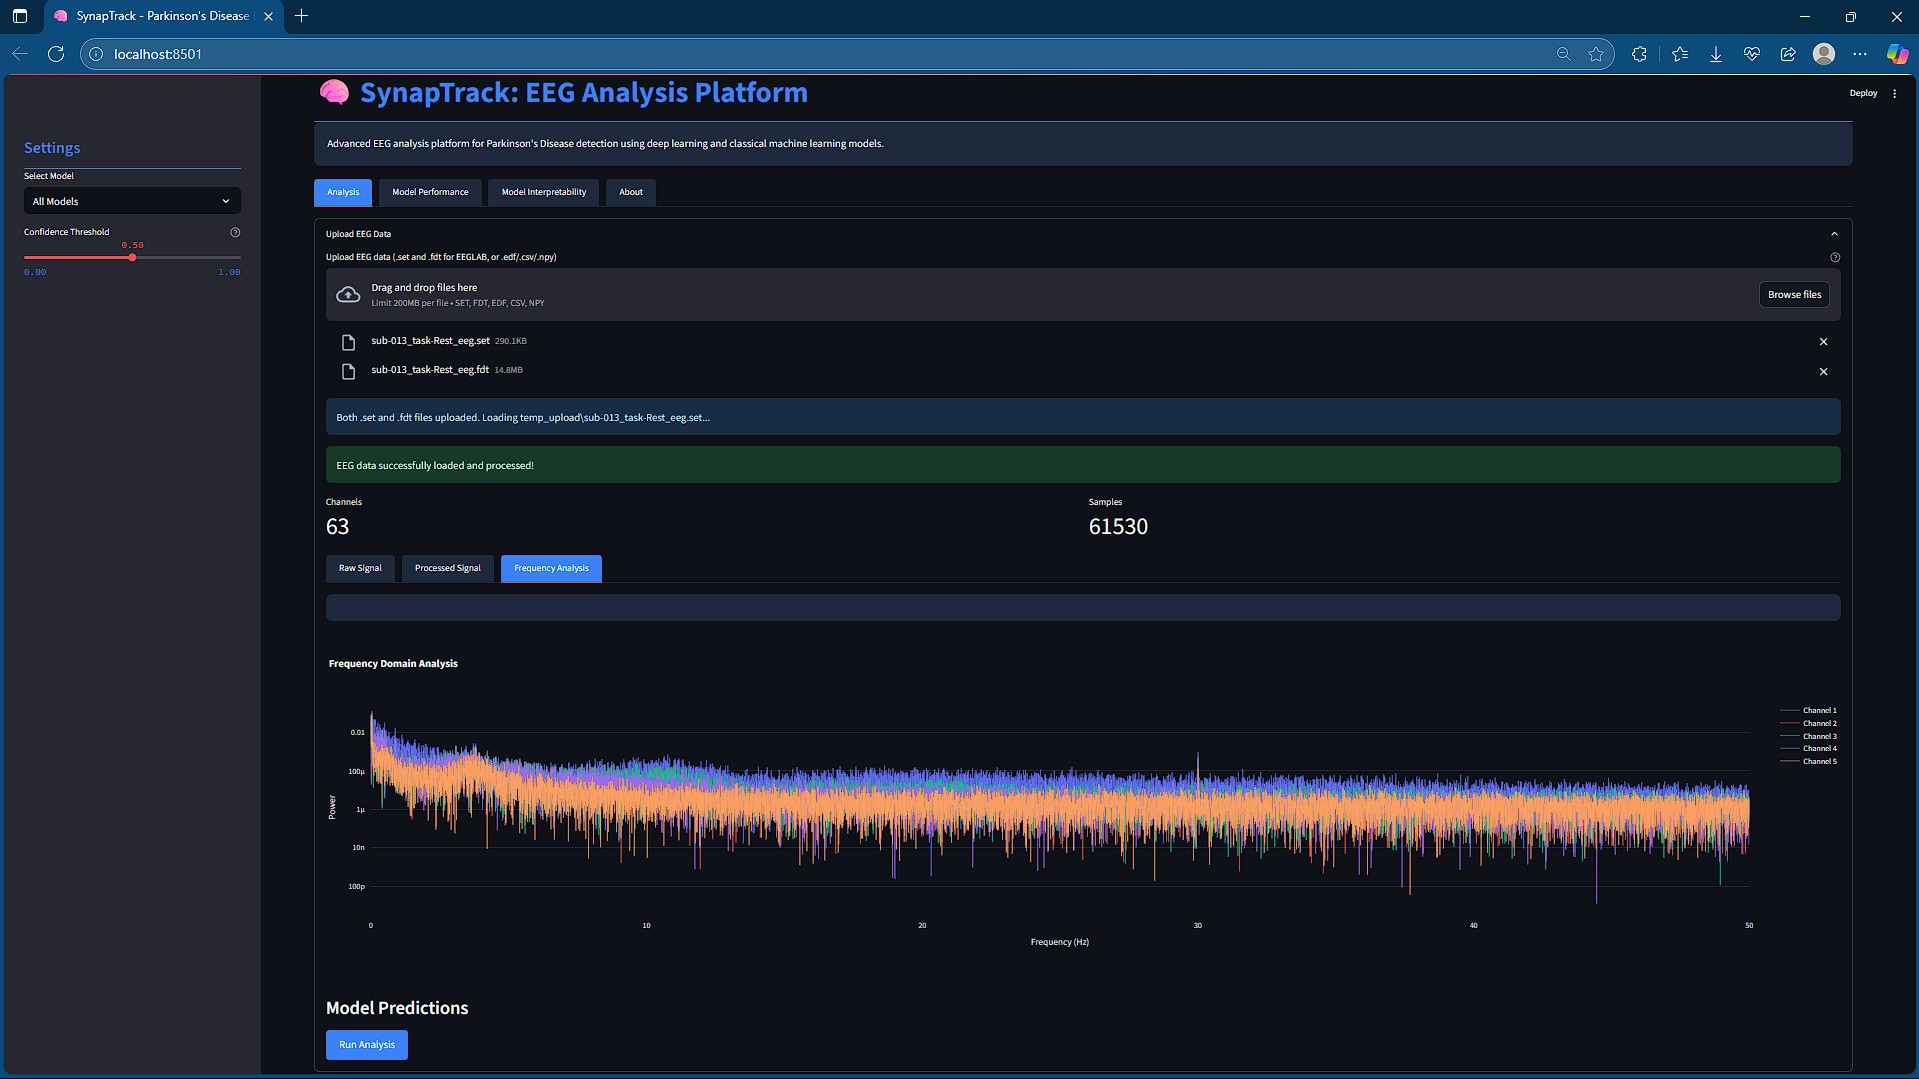 SynapTrack - Parkinson's Disease
localhost:8501
SynapTrack: EEG Analysis Platform
Deploy
Settings
Select Model
All Models
Confidence Threshold
0.50
0.00 1.00
Advanced EEG analysis platform for Parkinson's Disease detection using deep learning and classical machine learning models.
Analysis Model Performance Model Interpretability About
Upload EEG Data
Upload EEG data (.set and .fdt for EEGLAB, or .edf/.csv/.npy)
Drag and drop files here
Limit 200MB per file • SET, FDT, EDF, CSV, NPY
Browse files
sub-013_task-Rest_eeg.set 290.1KB
sub-013_task-Rest_eeg.fdt 14.8MB
Both .set and .fdt files uploaded. Loading temp_upload\sub-013_task-Rest_eeg.set...
EEG data successfully loaded and processed!
Channels Samples
63 61530
Raw Signal Processed Signal Frequency Analysis
Frequency Domain Analysis
Channel 1
Channel 2
Channel 3
Channel 4
Channel 5
0.01
100μ
1μ
10n
100p
Power
0 10 20 30 40 50
Frequency (Hz)
Model Predictions
Run Analysis